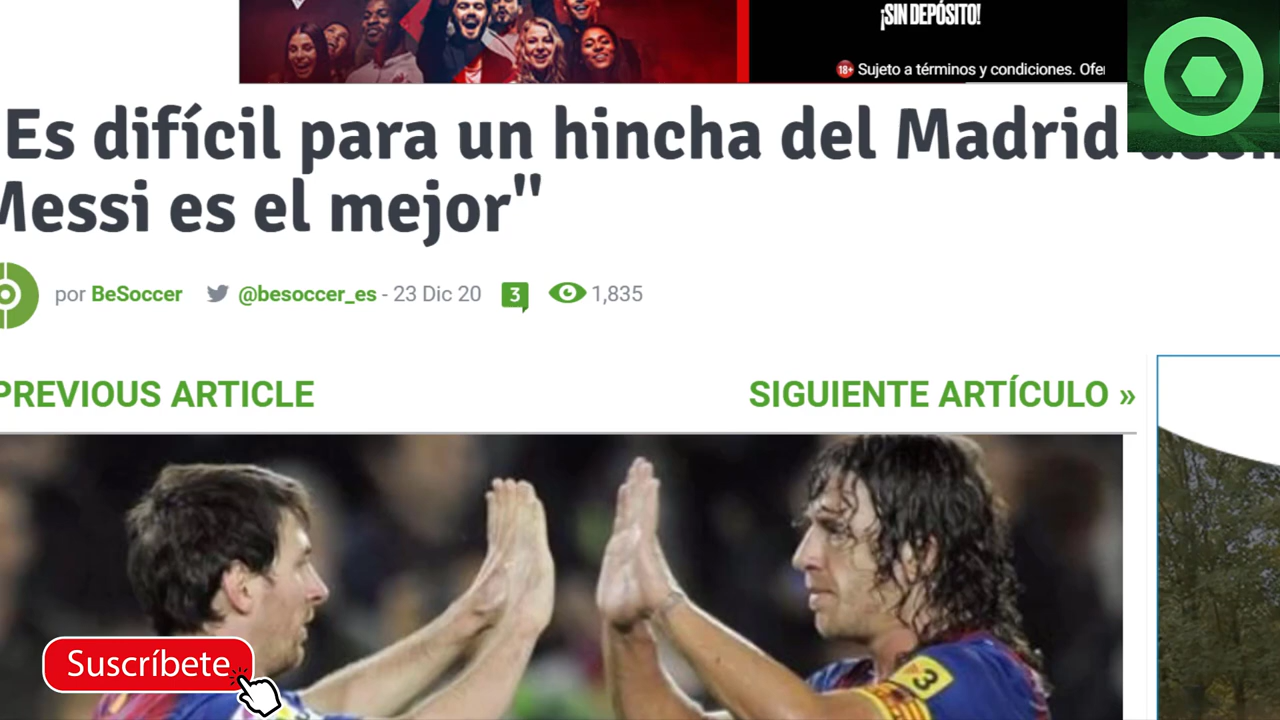 ¡SIN DEPÓSITO!
18+ Sujeto a términos y condiciones.
Es difícil para un hincha del Madrid
Messi es el mejor"
por BeSoccer @besoccer_es - 23 Dic 20 3 1,835
PREVIOUS ARTICLE SIGUIENTE ARTÍCULO »
3
Suscríbete